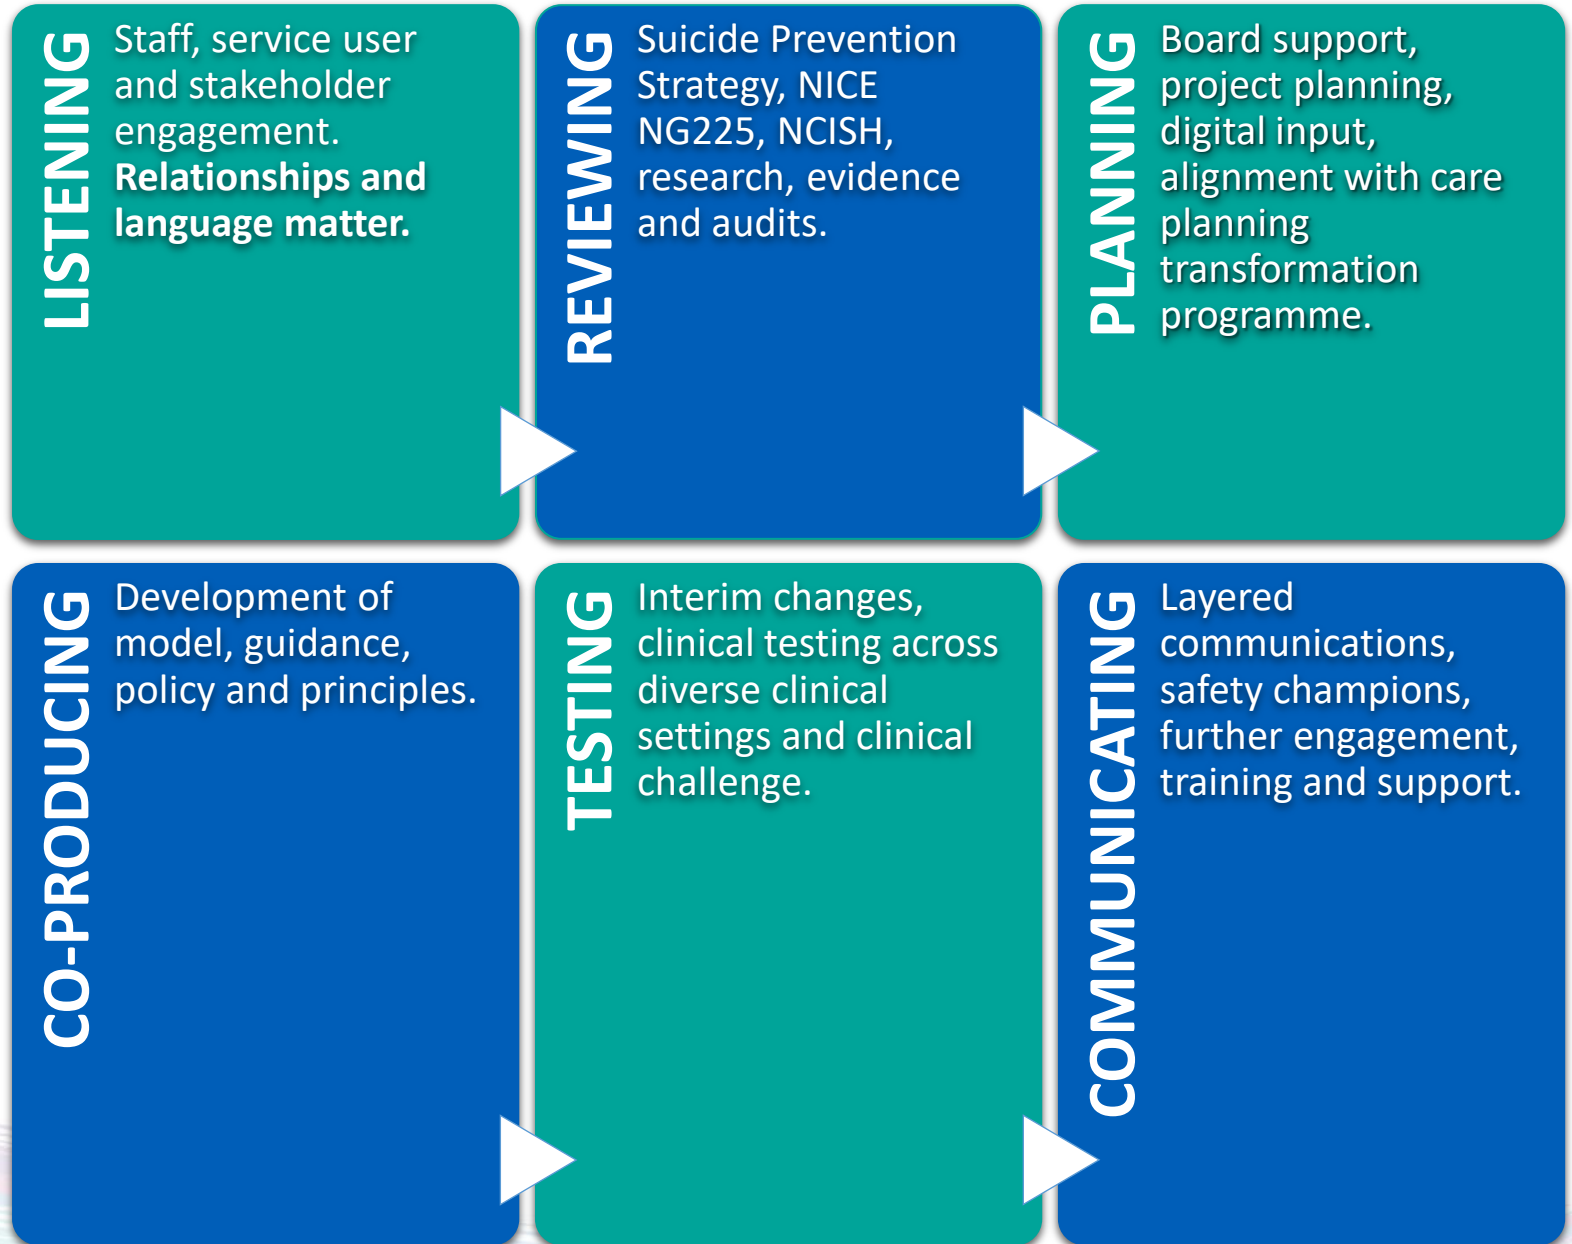 LISTENING
Staff, service user
and stakeholder
engagement.
Relationships and
language matter.
REVIEWING
Suicide Prevention
Strategy, NICE
NG225, NCISH,
research, evidence
and audits.
PLANNING
Board support,
project planning,
digital input,
alignment with care
planning
transformation
programme.
CO-PRODUCING
Development of
model, guidance,
policy and principles.
TESTING
Interim changes,
clinical testing across
diverse clinical
settings and clinical
challenge.
COMMUNICATING
Layered
communications,
safety champions,
further engagement,
training and support.